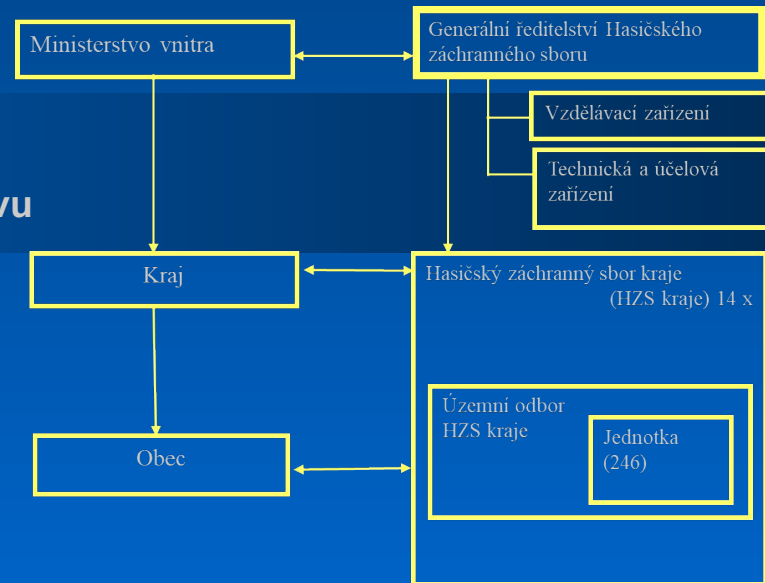 Ministerstvo vnitra
Generální ředitelství Hasičského
záchranného sboru
Vzdělávací zařízení
Technická a účelová
zařízení
vu
Kraj
Hasičský záchranný sbor kraje
(HZS kraje) 14 x
Územní odbor
HZS kraje
Jednotka
(246)
Obec